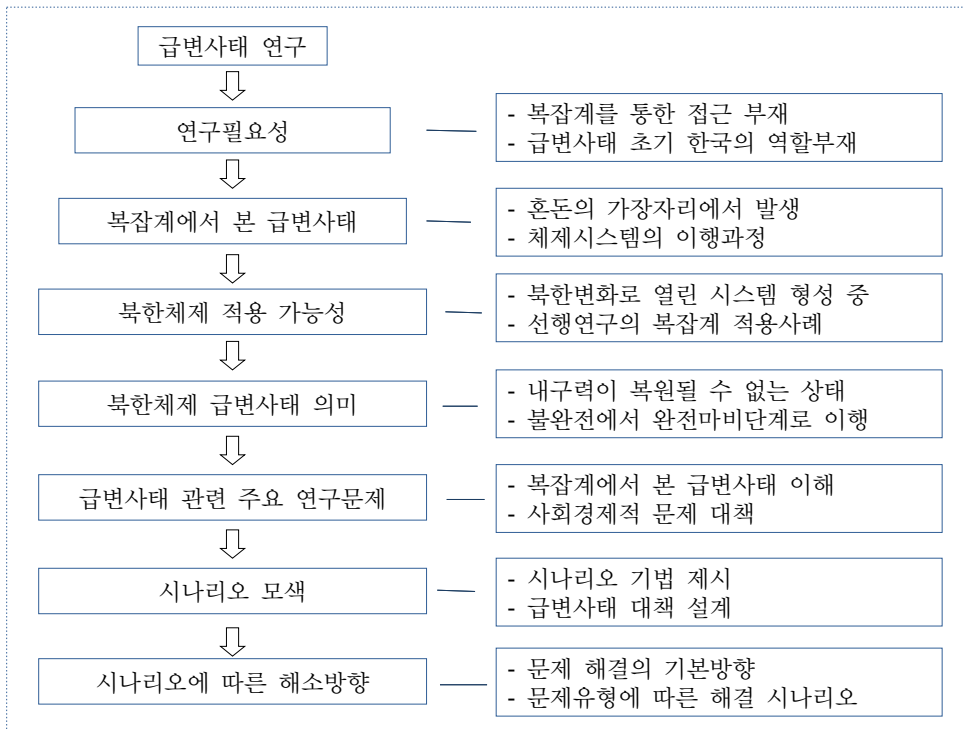 급변사태 연구
연구필요성
- 복잡계를 통한 접근 부재
- 급변사태 초기 한국의 역할부재
복잡계에서 본 급변사태
- 혼돈의 가장자리에서 발생
- 체제시스템의 이행과정
북한체제 적용 가능성
- 북한변화로 열린 시스템 형성 중
- 선행연구의 복잡계 적용사례
북한체제 급변사태 의미
- 내구력이 복원될 수 없는 상태
- 불완전에서 완전마비단계로 이행
급변사태 관련 주요 연구문제
- 복잡계에서 본 급변사태 이해
- 사회경제적 문제 대책
시나리오 모색
- 시나리오 기법 제시
- 급변사태 대책 설계
시나리오에 따른 해소방향
- 문제 해결의 기본방향
- 문제유형에 따른 해결 시나리오